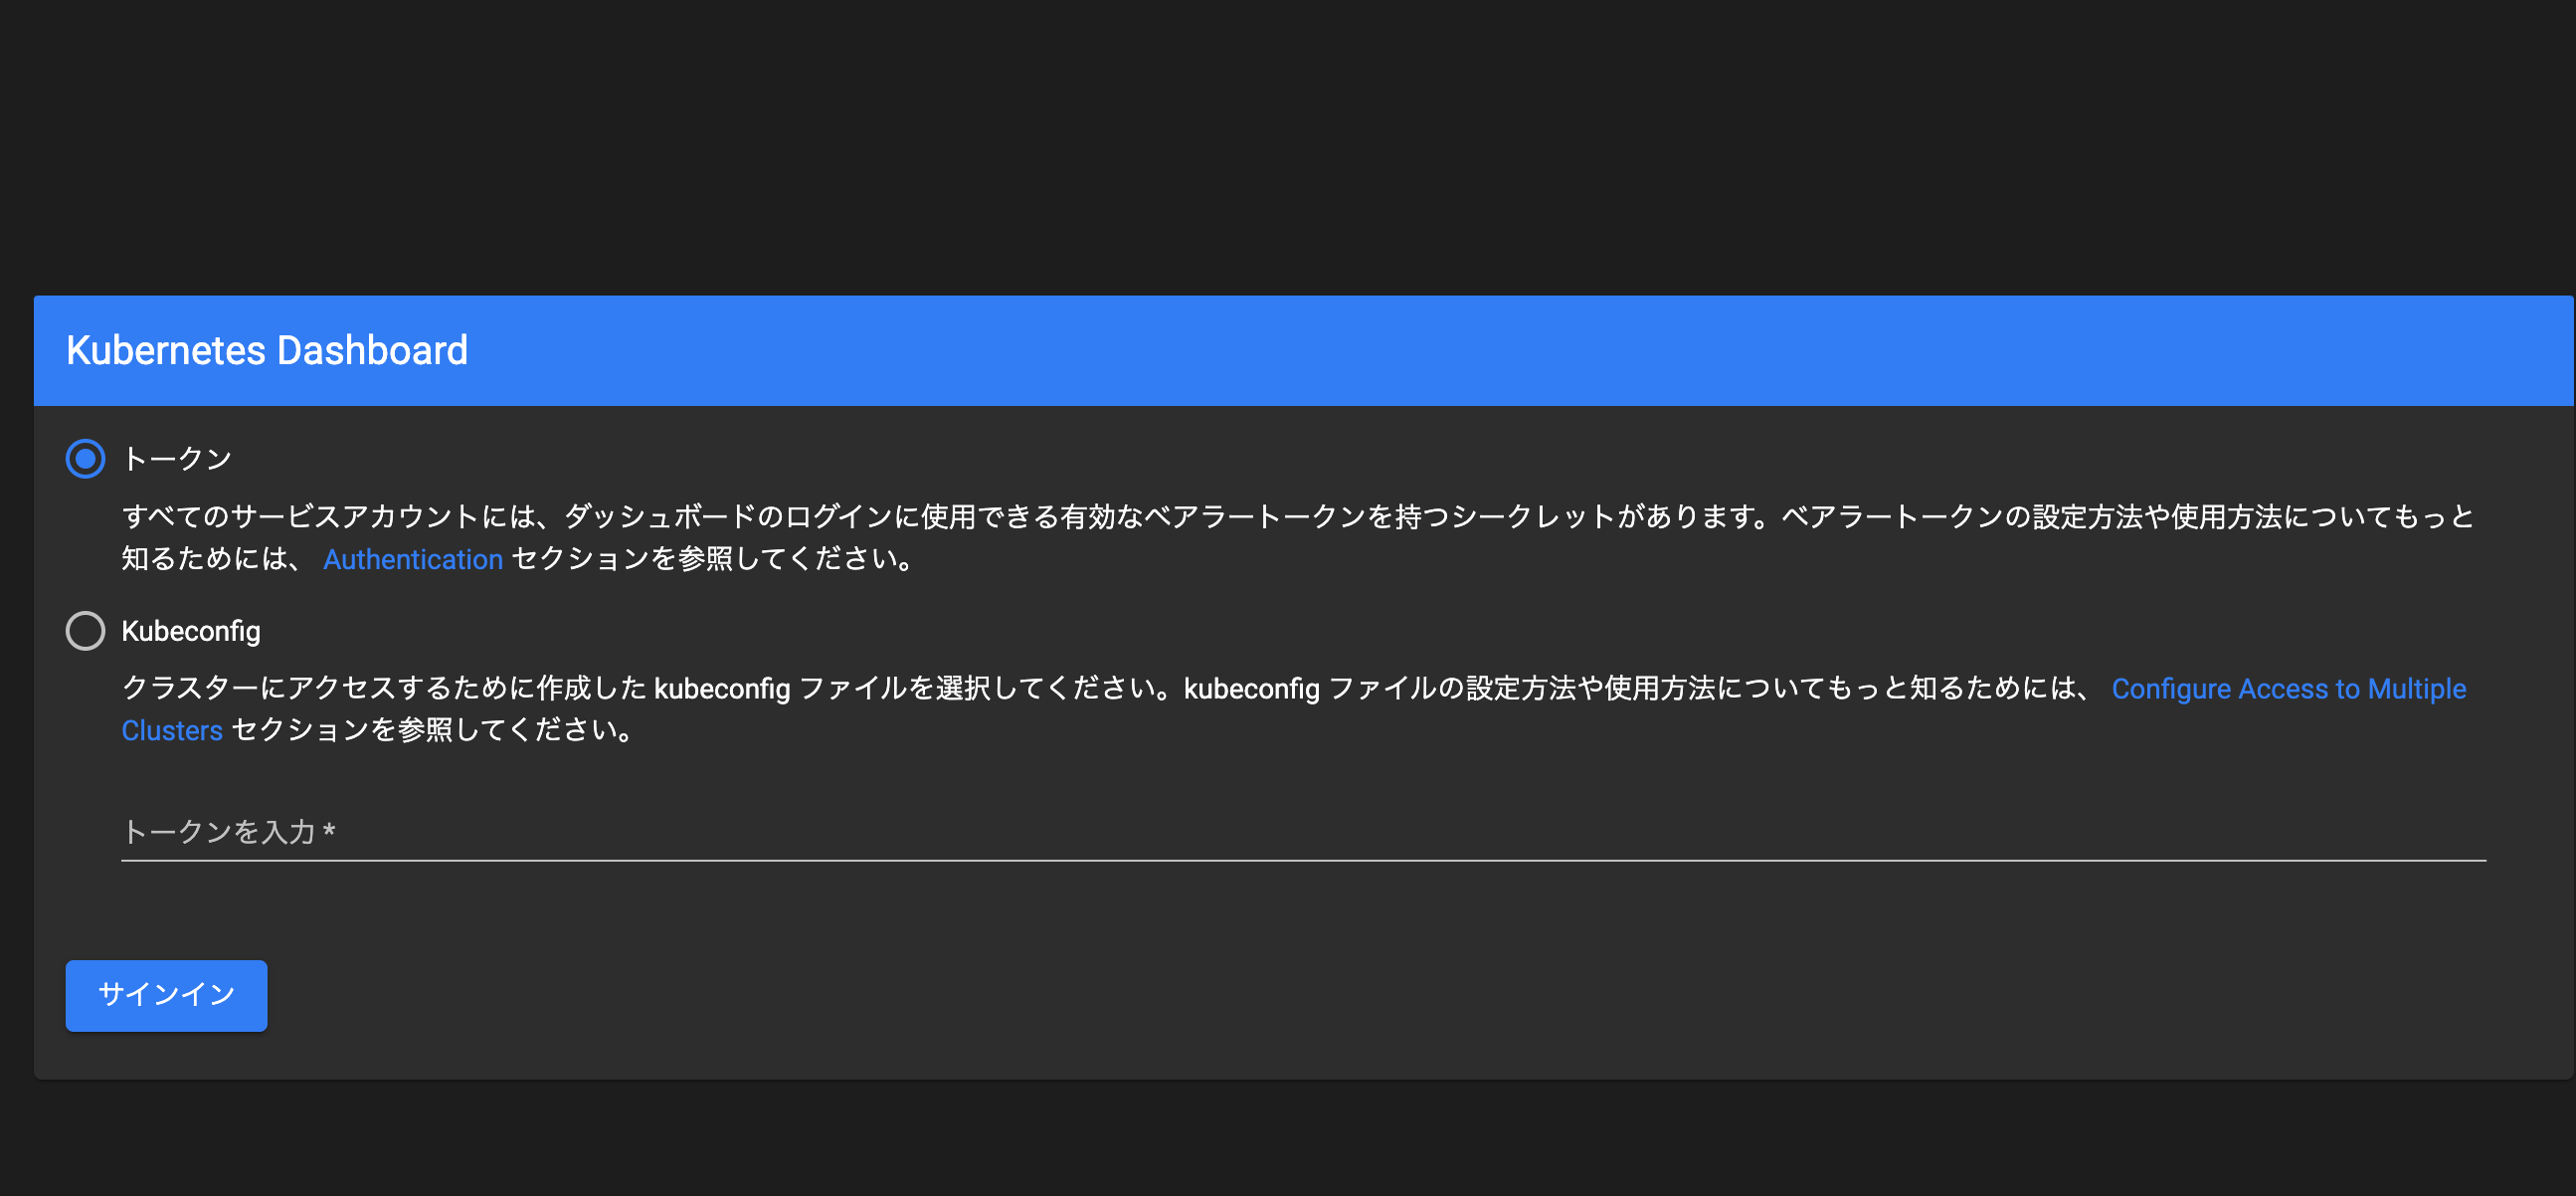 Kubernetes Dashboard
トークン
すべてのサービスアカウントには、ダッシュボードのログインに使用できる有効なベアラートークンを持つシークレットがあります。ベアラートークンの設定方法や使用方法についてもっと
知るためには、 Authentication セクションを参照してください。
Kubeconfig
クラスターにアクセスするために作成した kubeconfig ファイルを選択してください。kubeconfig ファイルの設定方法や使用方法についてもっと知るためには、 Configure Access to Multiple
Clusters セクションを参照してください。
トークンを入力 *
サインイン